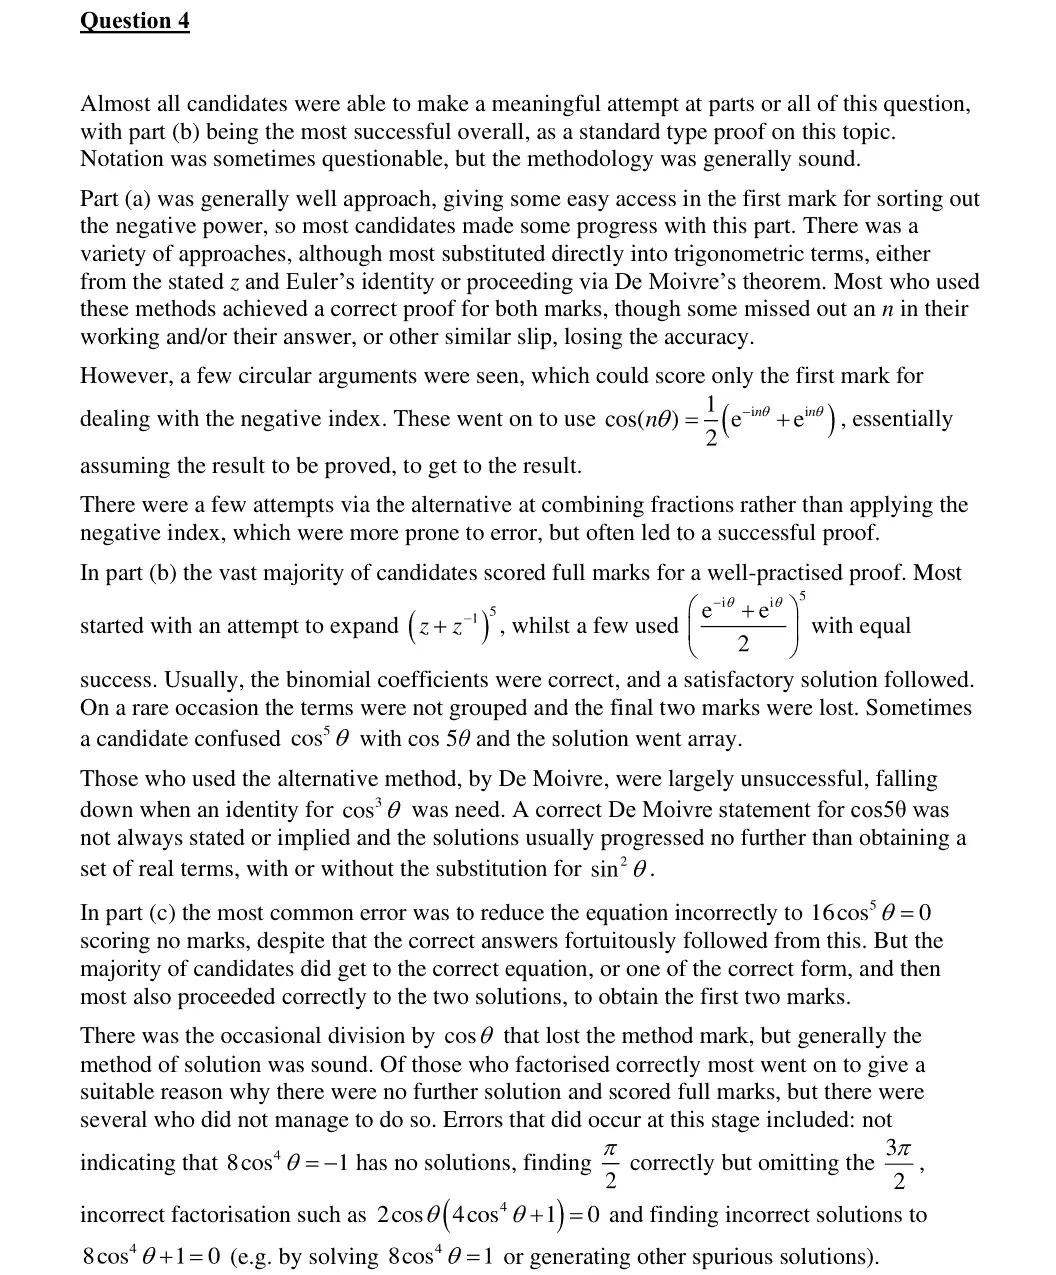 Question 4
Almost all candidates were able to make a meaningful attempt at parts or all of this question,
with part (b) being the most successful overall, as a standard type proof on this topic.
Notation was sometimes questionable, but the methodology was generally sound.
Part (a) was generally well approach, giving some easy access in the first mark for sorting out
the negative power, so most candidates made some progress with this part. There was a
variety of approaches, although most substituted directly into trigonometric terms, either
from the stated z and Euler’s identity or proceeding via De Moivre’s theorem. Most who used
these methods achieved a correct proof for both marks, though some missed out an n in their
working and/or their answer, or other similar slip, losing the accuracy.
However, a few circular arguments were seen, which could score only the first mark for
dealing with the negative index. These went on to use cos(nθ) = 1/2 (e^(−inθ) + e^(inθ)), essentially
assuming the result to be proved, to get to the result.
There were a few attempts via the alternative at combining fractions rather than applying the
negative index, which were more prone to error, but often led to a successful proof.
In part (b) the vast majority of candidates scored full marks for a well-practised proof. Most
started with an attempt to expand (z + z⁻¹)⁵, whilst a few used ((e^(−iθ) + e^(iθ))/2)⁵ with equal
success. Usually, the binomial coefficients were correct, and a satisfactory solution followed.
On a rare occasion the terms were not grouped and the final two marks were lost. Sometimes
a candidate confused cos⁵ θ with cos 5θ and the solution went array.
Those who used the alternative method, by De Moivre, were largely unsuccessful, falling
down when an identity for cos³ θ was need. A correct De Moivre statement for cos5θ was
not always stated or implied and the solutions usually progressed no further than obtaining a
set of real terms, with or without the substitution for sin² θ.
In part (c) the most common error was to reduce the equation incorrectly to 16cos⁵ θ = 0
scoring no marks, despite that the correct answers fortuitously followed from this. But the
majority of candidates did get to the correct equation, or one of the correct form, and then
most also proceeded correctly to the two solutions, to obtain the first two marks.
There was the occasional division by cos θ that lost the method mark, but generally the
method of solution was sound. Of those who factorised correctly most went on to give a
suitable reason why there were no further solution and scored full marks, but there were
several who did not manage to do so. Errors that did occur at this stage included: not
indicating that 8cos⁴ θ = −1 has no solutions, finding π/2 correctly but omitting the 3π/2,
incorrect factorisation such as 2cosθ(4cos⁴ θ + 1) = 0 and finding incorrect solutions to
8cos⁴ θ + 1 = 0 (e.g. by solving 8cos⁴ θ = 1 or generating other spurious solutions).